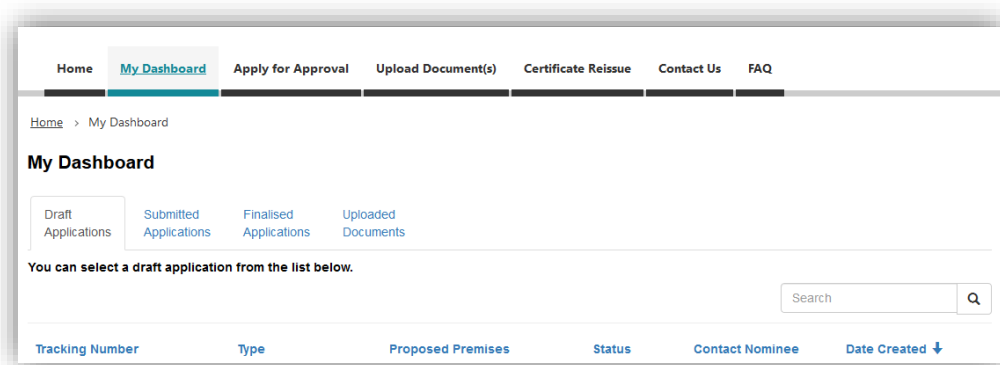 Home My Dashboard Apply for Approval Upload Document(s) Certificate Reissue Contact Us FAQ
Home > My Dashboard
My Dashboard
Draft Submitted Finalised Uploaded
Applications Applications Applications Documents
You can select a draft application from the list below.
Search
Tracking Number Type Proposed Premises Status Contact Nominee Date Created